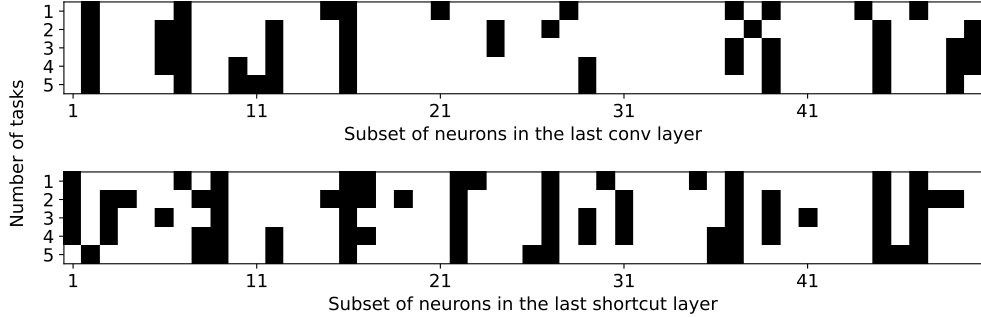 Number of tasks
1
2
3
4
5
1 11 21 31 41
Subset of neurons in the last conv layer
1
2
3
4
5
1 11 21 31 41
Subset of neurons in the last shortcut layer